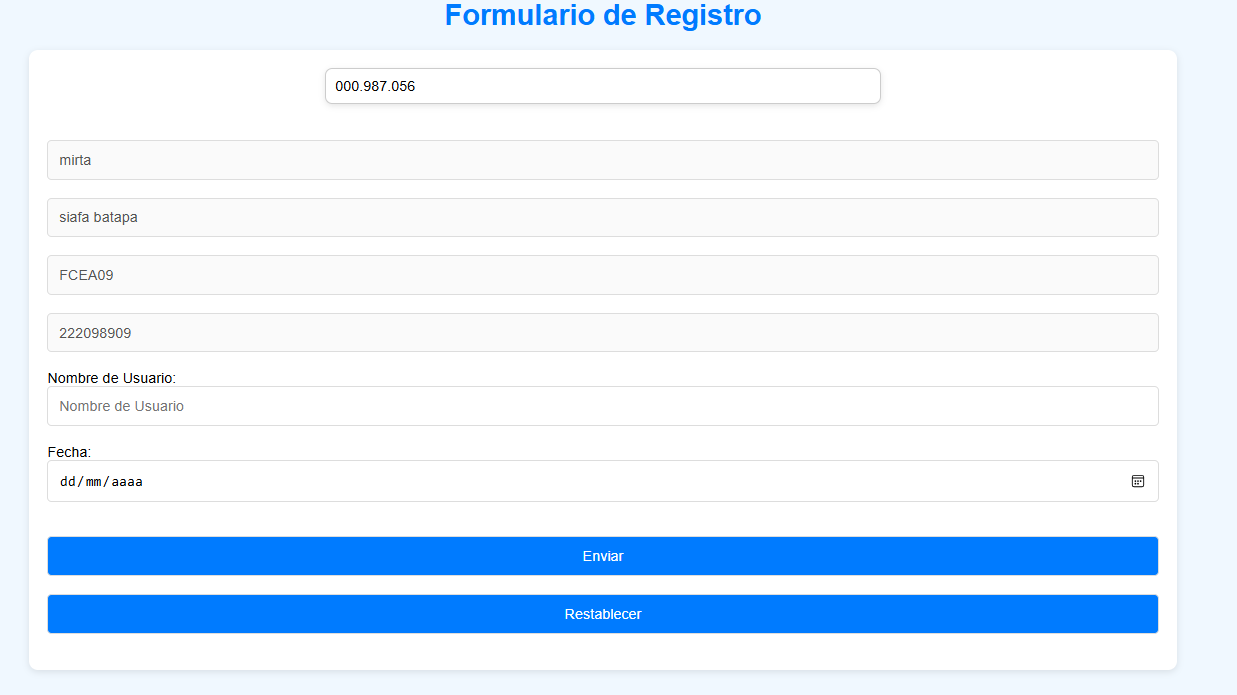 Formulario de Registro
000.987.056
mirta
siafa batapa
FCEA09
222098909
Nombre de Usuario:
Nombre de Usuario
Fecha:
dd/mm/aaaa
Enviar
Restablecer